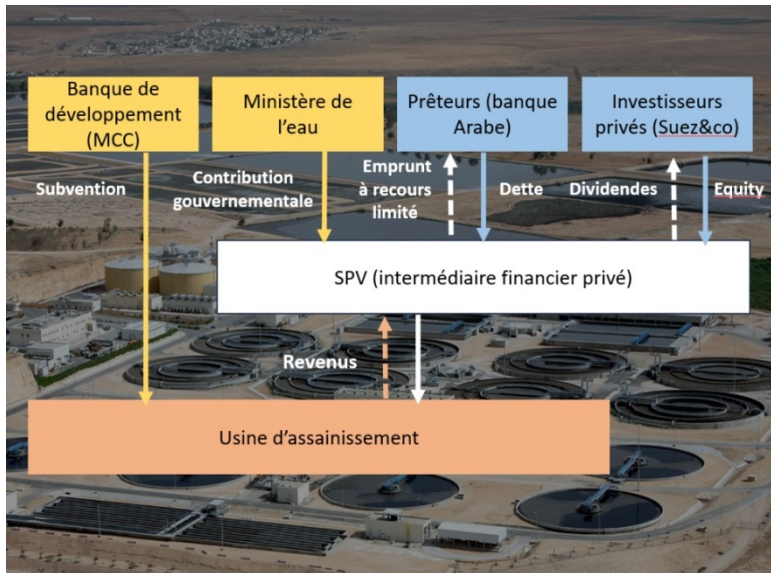 Banque de
développement
(MCC)
Ministère de
l'eau
Prêteurs (banque
Arabe)
Investisseurs
privés (Suez&co)
Subvention
Contribution
gouvernementale
Emprunt
à recours
limité
Dette
Dividendes
Equity
SPV (intermédiaire financier privé)
Revenus
Usine d'assainissement